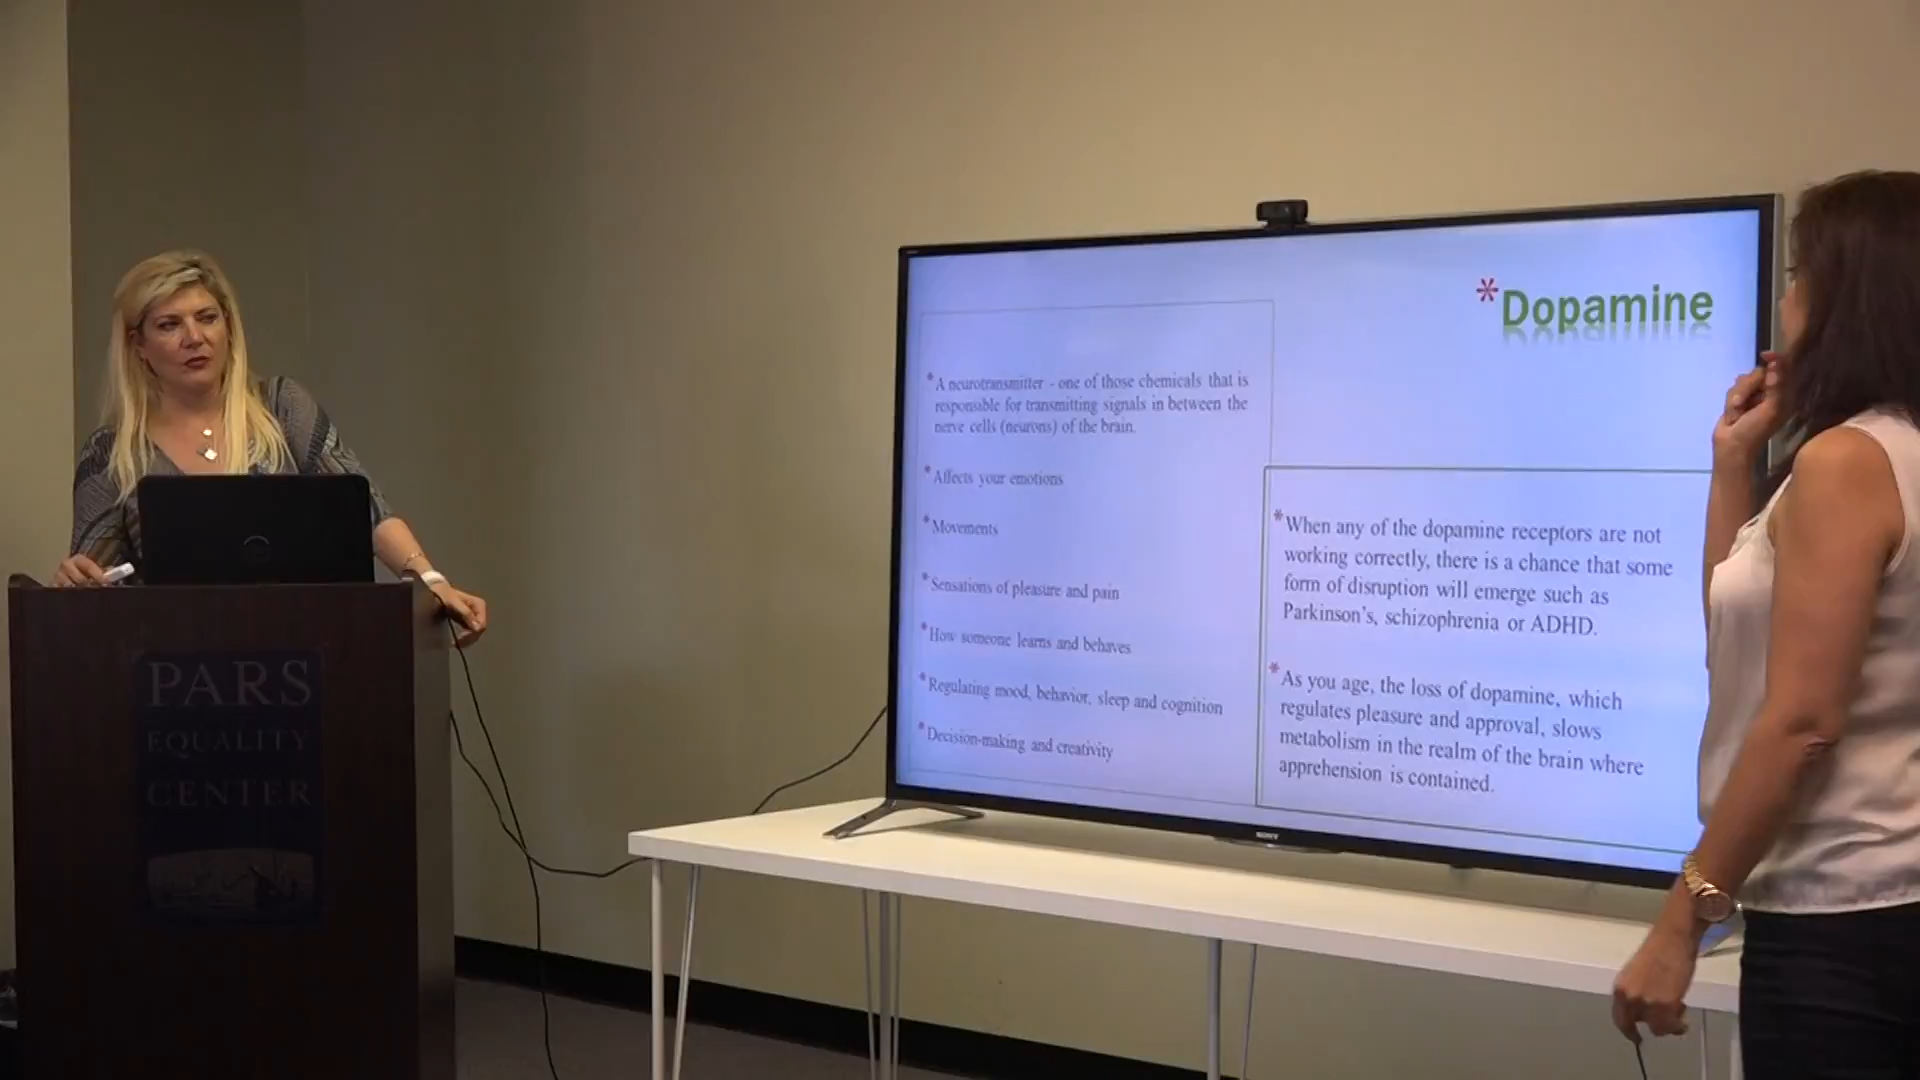 *Dopamine
*A neurotransmitter - one of those chemicals that is
responsible for transmitting signals in between the
nerve cells (neurons) of the brain.
*Affects your emotions
*Movements
*Sensations of pleasure and pain
*How someone learns and behaves
*Regulating mood, behavior, sleep and cognition
*Decision-making and creativity
*When any of the dopamine receptors are not
working correctly, there is a chance that some
form of disruption will emerge such as
Parkinson's, schizophrenia or ADHD.
*As you age, the loss of dopamine, which
regulates pleasure and approval, slows
metabolism in the realm of the brain where
apprehension is contained.
SONY
PARS
EQUALITY
CENTER